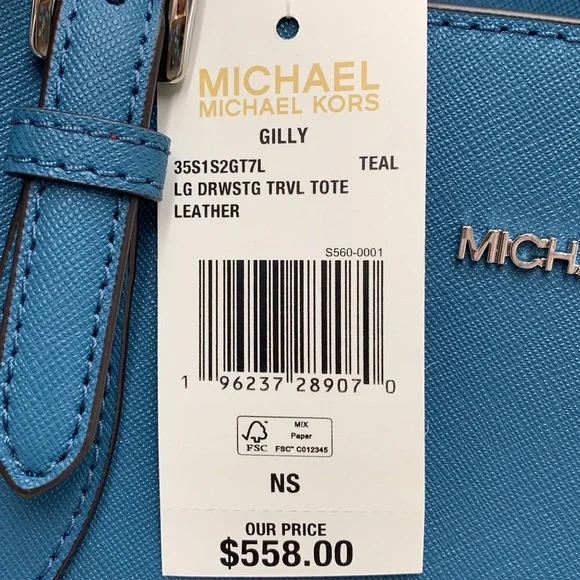 MICHAEL
MICHAEL KORS
GILLY
35S1S2GT7L TEAL
LG DRWSTG TRVL TOTE
LEATHER
S560-0001
1 96237 28907 0
FSC
MIX
Paper
FSC™ C012345
NS
OUR PRICE
$558.00
MICHA